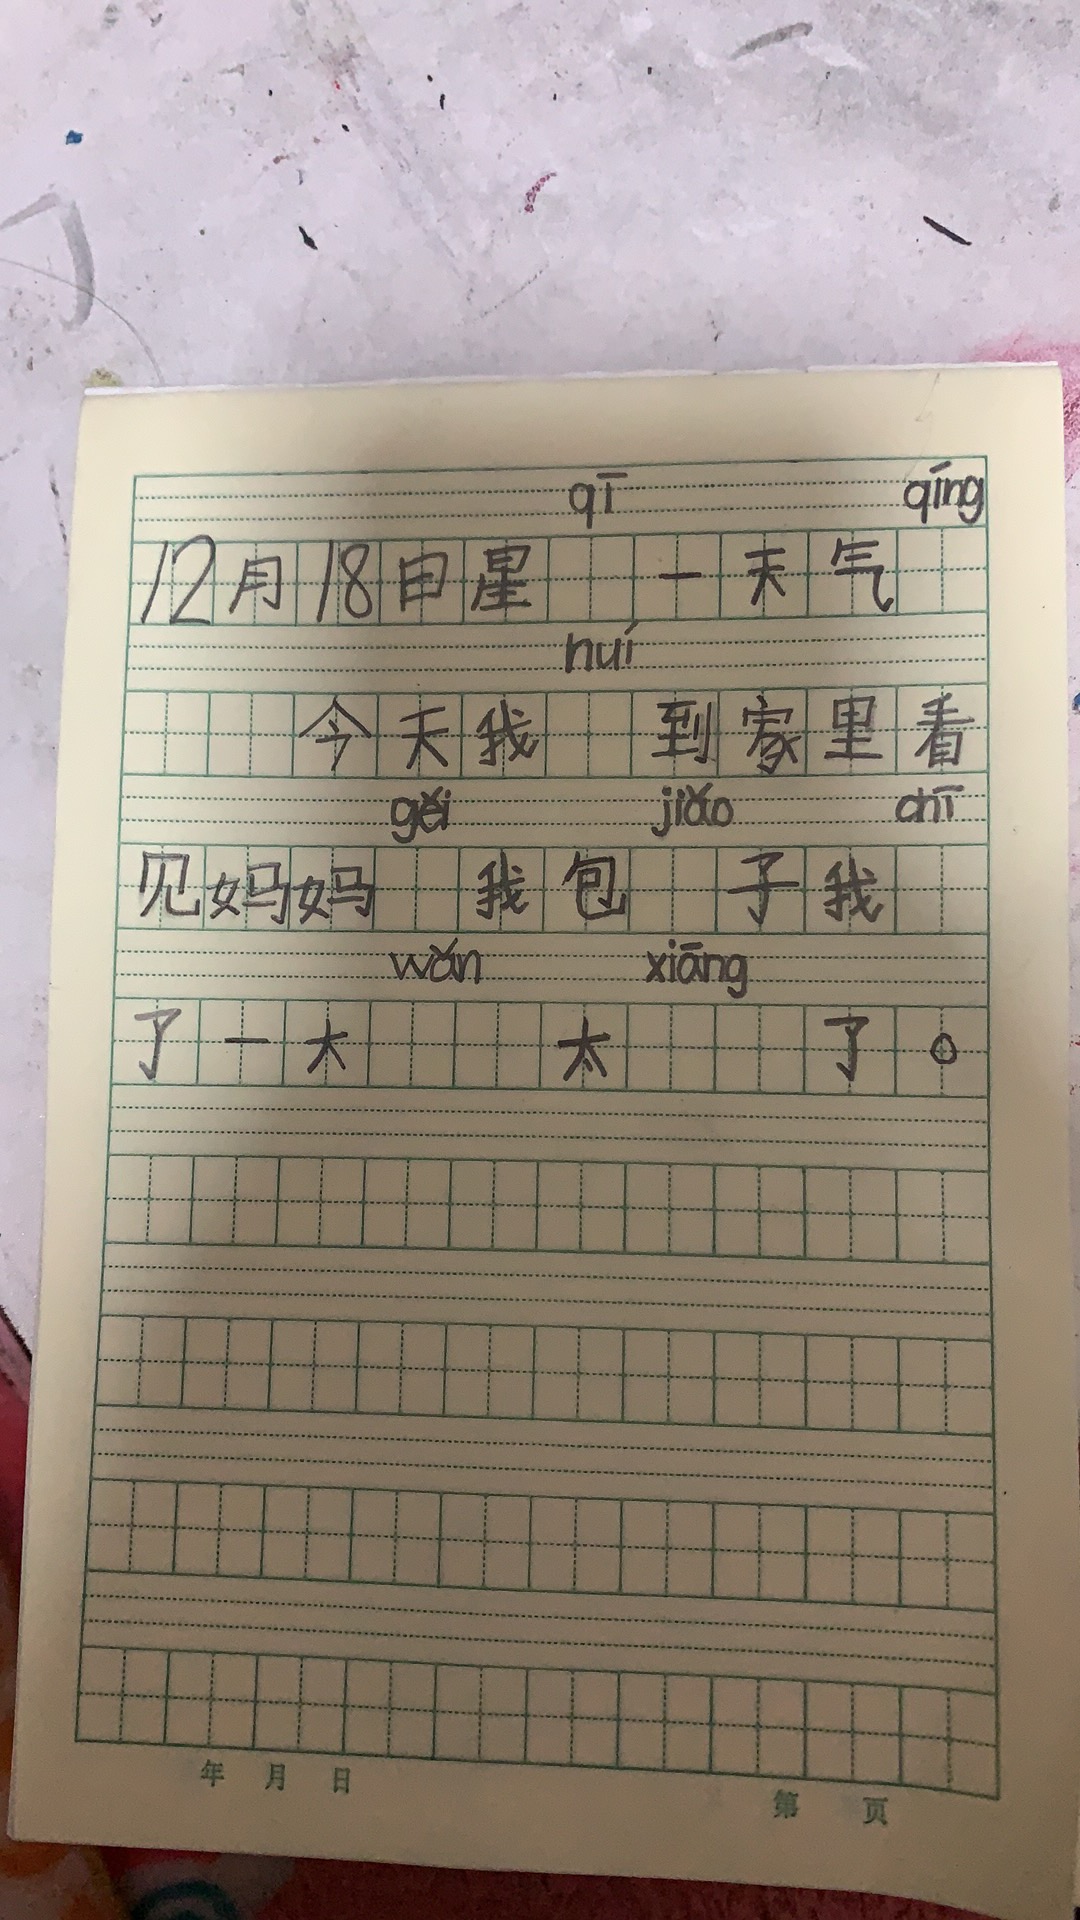 qī qíng
12月18日星 一天气
huí
今天我 到家里看
gěi jiǎo chī
见妈妈 我包 子我
wǎn xiāng
了一大 太 了。
年 月 日
第 页